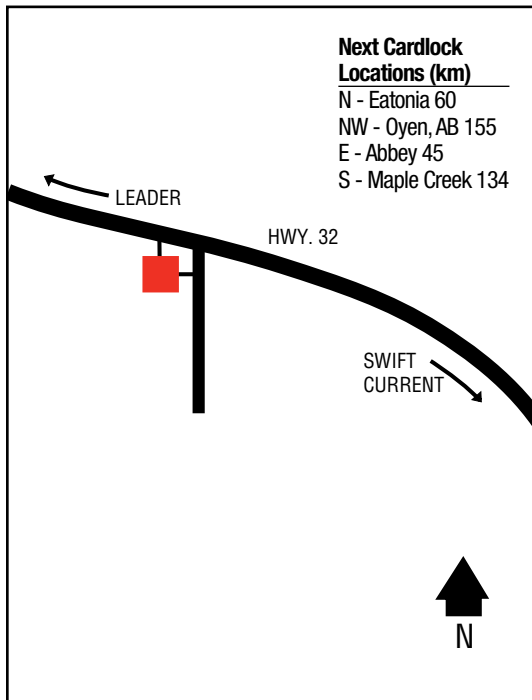 Next Cardlock
Locations (km)
N - Eatonia 60
NW - Oyen, AB 155
E - Abbey 45
S - Maple Creek 134
LEADER
HWY. 32
SWIFT
CURRENT
N